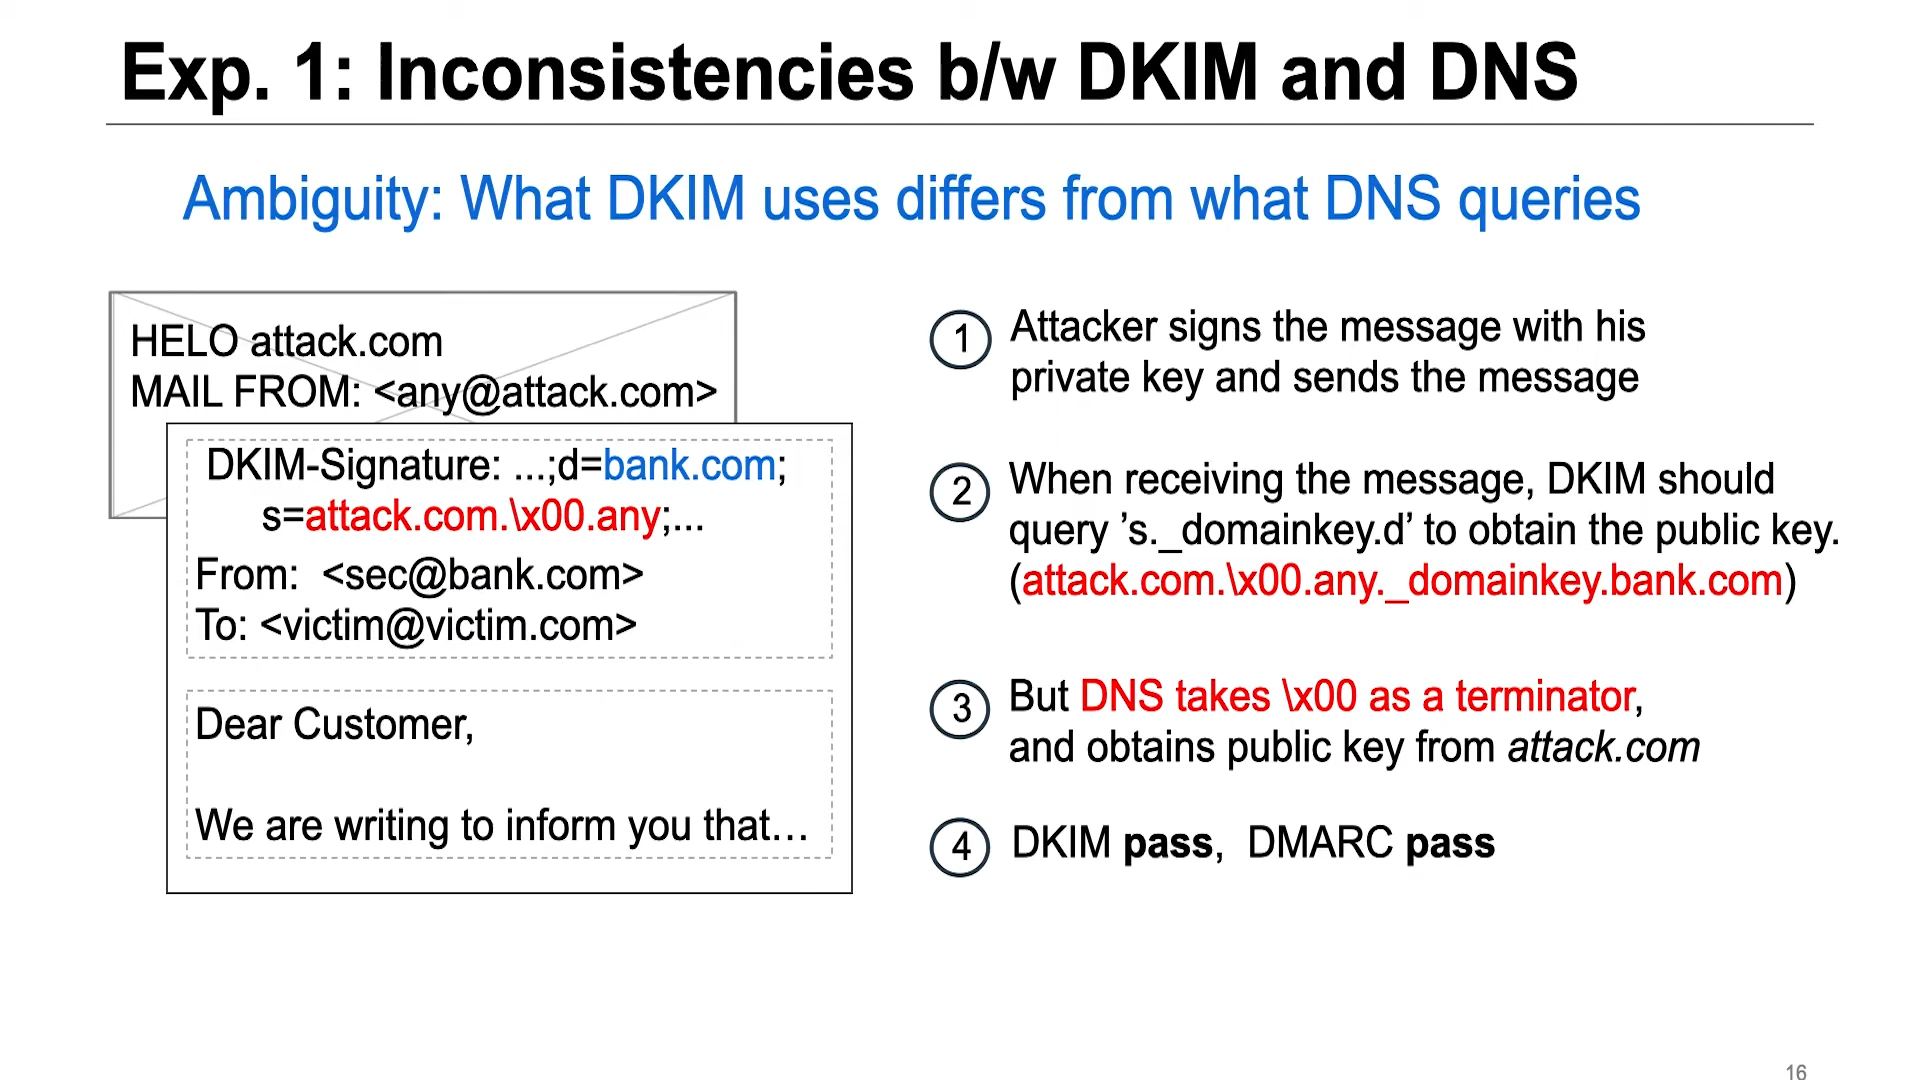 Exp. 1: Inconsistencies b/w DKIM and DNS
Ambiguity: What DKIM uses differs from what DNS queries
HELO attack.com
MAIL FROM: <any@attack.com>
DKIM-Signature: ...;d=bank.com;
s=attack.com.\x00.any;...
From: <sec@bank.com>
To: <victim@victim.com>
Dear Customer,
We are writing to inform you that…
1 Attacker signs the message with his
private key and sends the message
2 When receiving the message, DKIM should
query ’s._domainkey.d’ to obtain the public key.
(attack.com.\x00.any._domainkey.bank.com)
3 But DNS takes \x00 as a terminator,
and obtains public key from attack.com
4 DKIM pass, DMARC pass
16